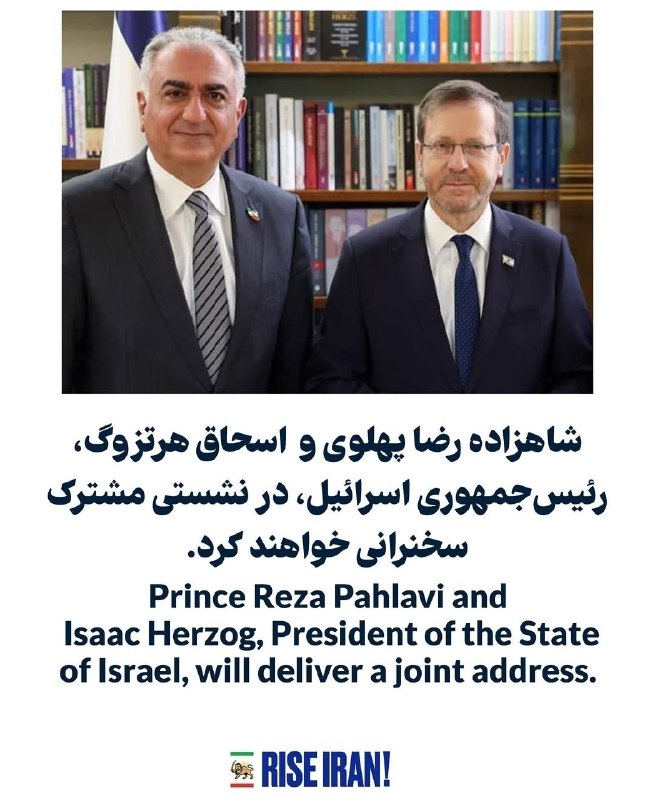 شاهزاده رضا پهلوی و اسحاق هرتزوگ،
رئیس‌جمهوری اسرائیل، در نشستی مشترک
سخنرانی خواهند کرد.
Prince Reza Pahlavi and
Isaac Herzog, President of the State
of Israel, will deliver a joint address.
RISE IRAN!